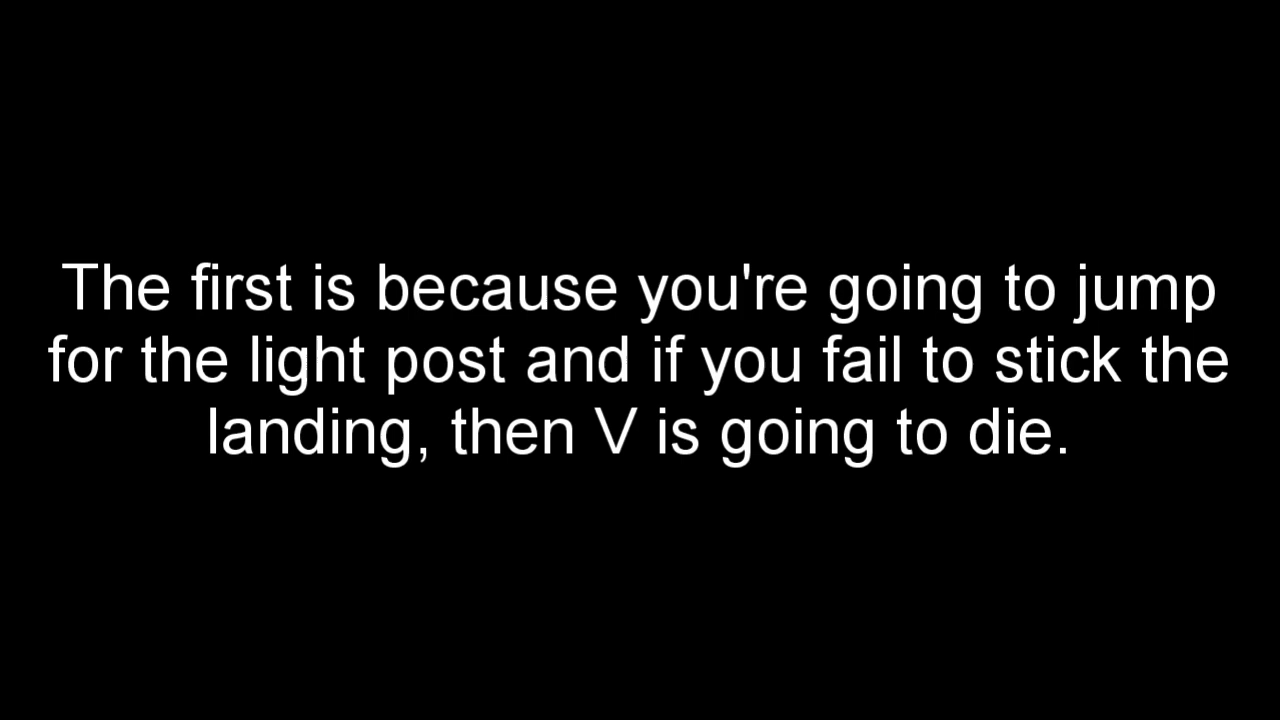 The first is because you're going to jump
for the light post and if you fail to stick the
landing, then V is going to die.